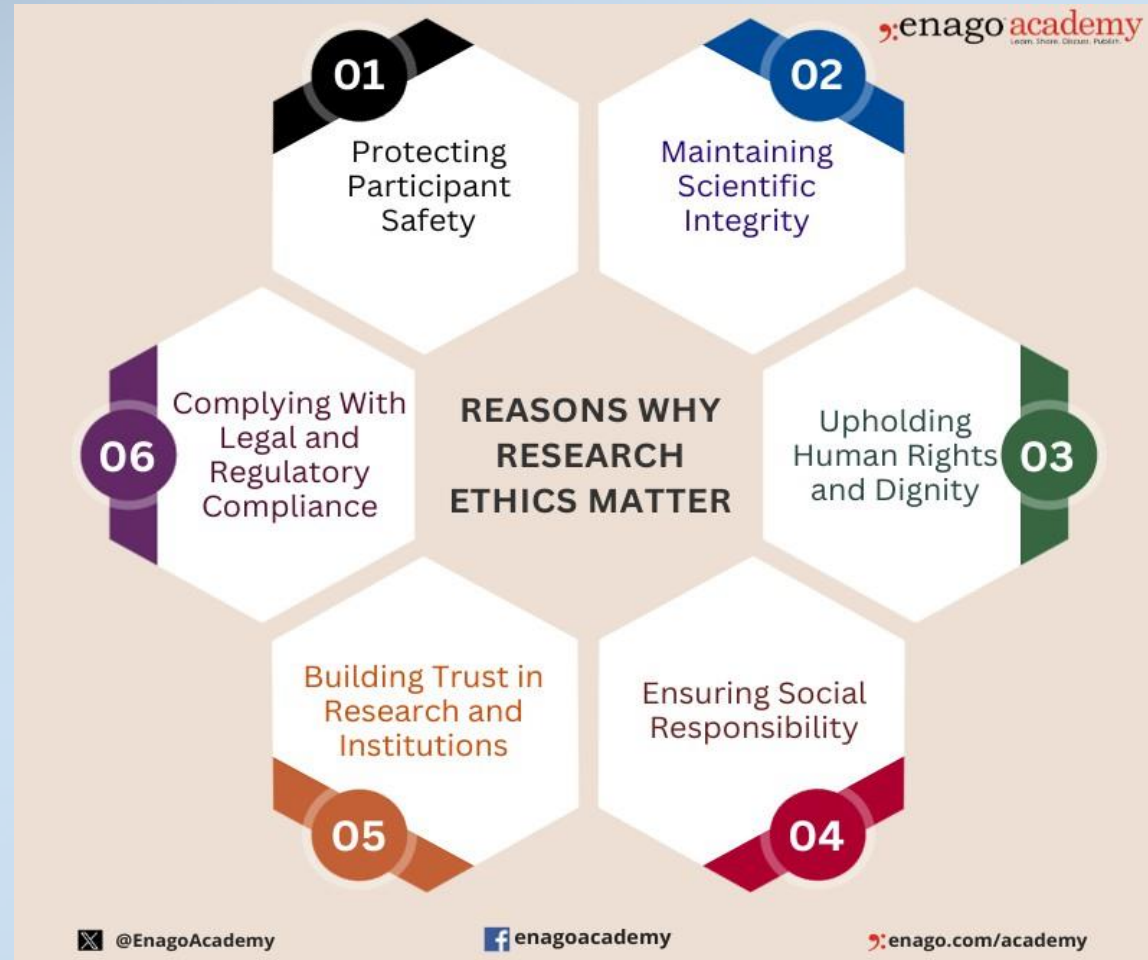 enago academy
Learn. Share. Discuss. Publish.
01
Protecting
Participant
Safety
02
Maintaining
Scientific
Integrity
03
Upholding
Human Rights
and Dignity
04
Ensuring Social
Responsibility
05
Building Trust in
Research and
Institutions
06
Complying With
Legal and
Regulatory
Compliance
REASONS WHY
RESEARCH
ETHICS MATTER
@EnagoAcademy
enagoacademy
enago.com/academy